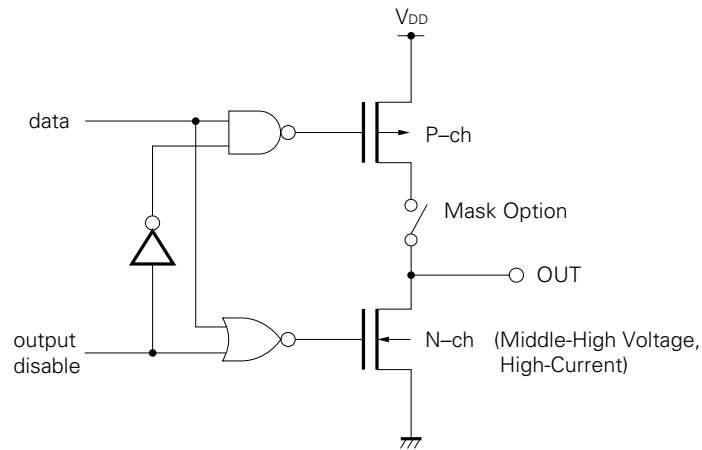 VDD
data
P–ch
Mask Option
OUT
output
disable
N–ch
(Middle-High Voltage,
High-Current)